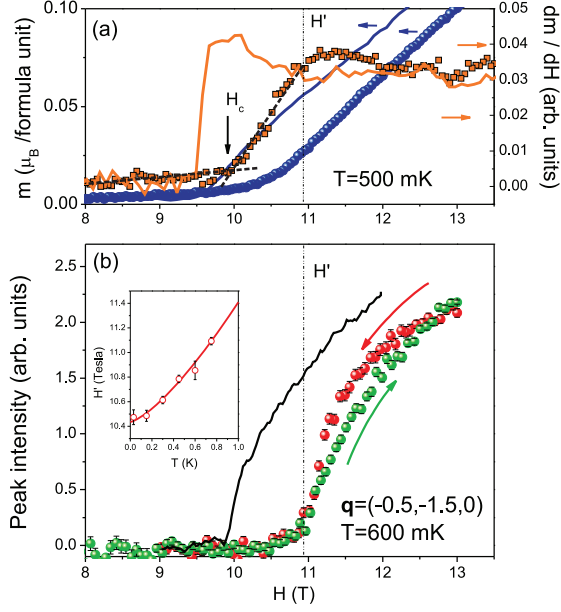 (a)
H'
H_c
T=500 mK
m (μ_B /formula unit)
0.10
0.05
0.00
dm / dH (arb. units)
0.05
0.04
0.03
0.02
0.01
0.00
8 9 10 11 12 13
(b)
H'
Peak intensity (arb. units)
2.5
2.0
1.5
1.0
0.5
0.0
H' (Tesla)
11.4
11.2
11.0
10.8
10.6
10.4
0.0 0.2 0.4 0.6 0.8 1.0
T (K)
q=(-0.5,-1.5,0)
T=600 mK
8 9 10 11 12 13
H (T)